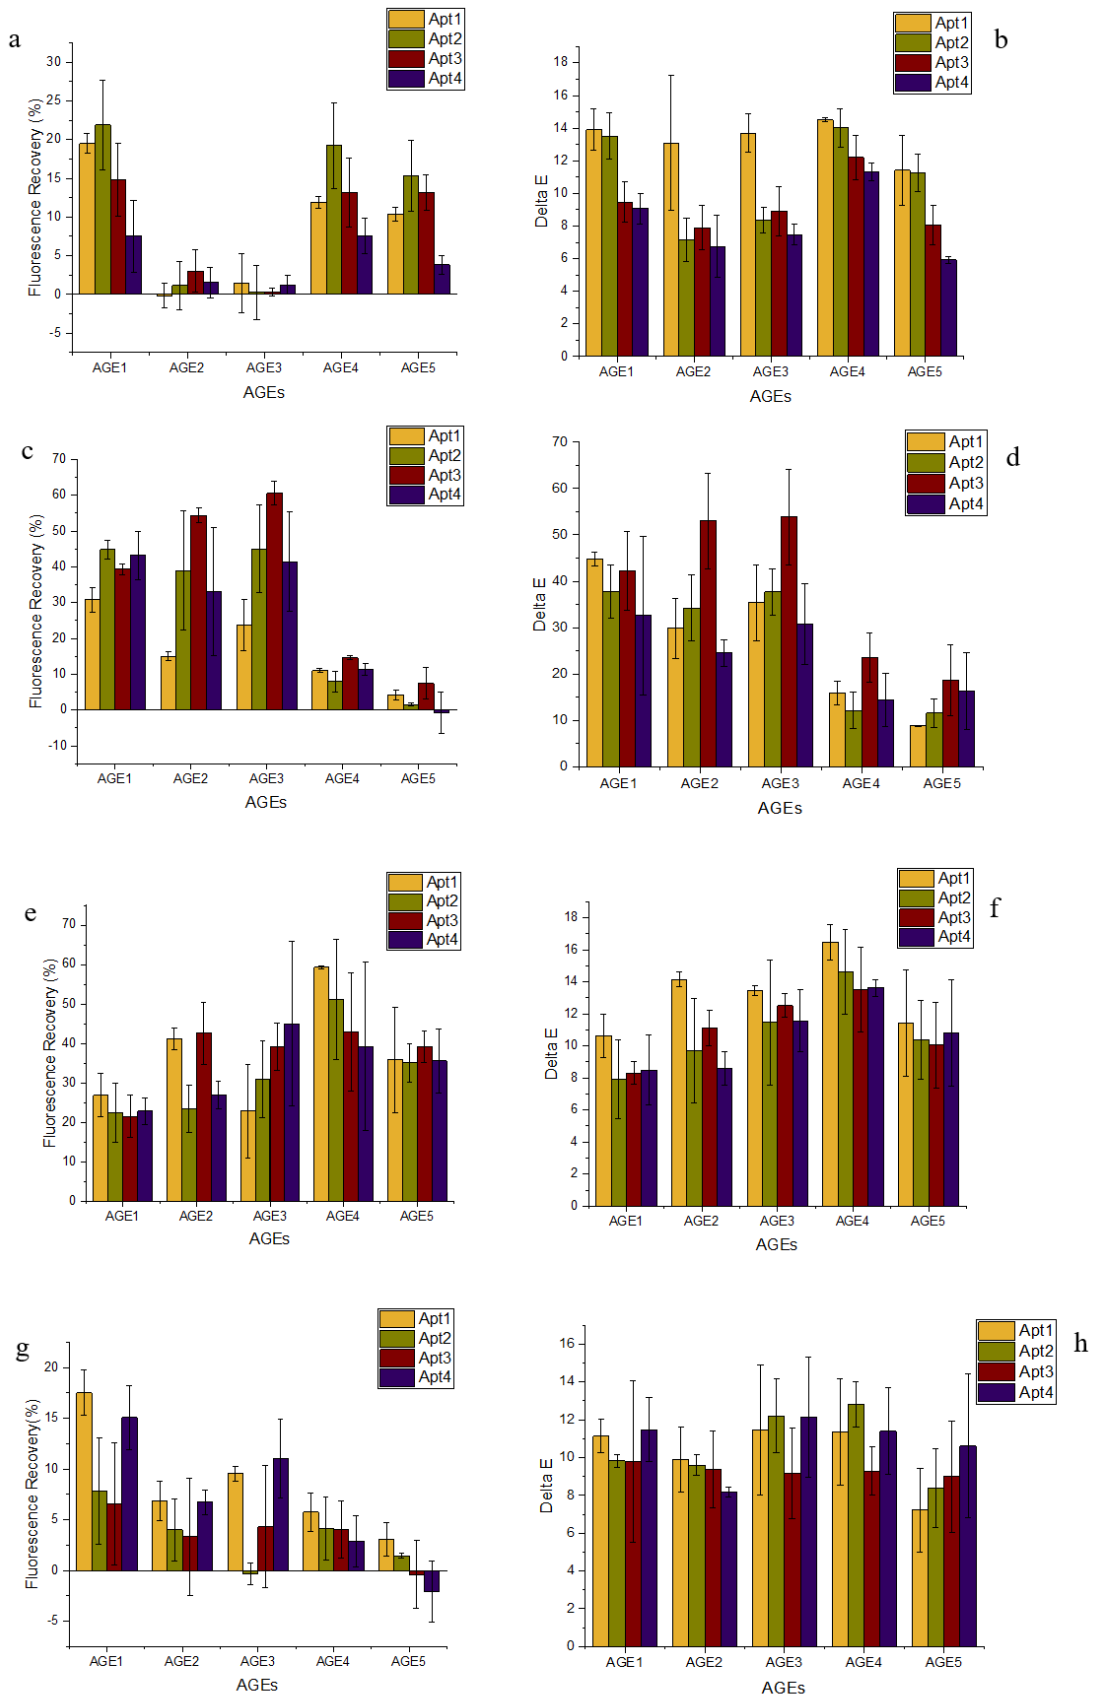 a
Apt1
Apt2
Apt3
Apt4
Fluorescence Recovery (%)
30
25
20
15
10
5
0
-5
AGE1 AGE2 AGE3 AGE4 AGE5
AGEs
b
Apt1
Apt2
Apt3
Apt4
Delta E
18
16
14
12
10
8
6
4
2
0
AGE1 AGE2 AGE3 AGE4 AGE5
AGEs
c
Apt1
Apt2
Apt3
Apt4
Fluorescence Recovery (%)
70
60
50
40
30
20
10
0
-10
AGE1 AGE2 AGE3 AGE4 AGE5
AGEs
d
Apt1
Apt2
Apt3
Apt4
Delta E
70
60
50
40
30
20
10
0
AGE1 AGE2 AGE3 AGE4 AGE5
AGEs
e
Apt1
Apt2
Apt3
Apt4
Fluorescence Recovery (%)
70
60
50
40
30
20
10
0
AGE1 AGE2 AGE3 AGE4 AGE5
AGEs
f
Apt1
Apt2
Apt3
Apt4
Delta E
18
16
14
12
10
8
6
4
2
0
AGE1 AGE2 AGE3 AGE4 AGE5
AGEs
g
Apt1
Apt2
Apt3
Apt4
Fluorescence Recovery(%)
20
15
10
5
0
-5
AGE1 AGE2 AGE3 AGE4 AGE5
AGEs
h
Apt1
Apt2
Apt3
Apt4
Delta E
16
14
12
10
8
6
4
2
0
AGE1 AGE2 AGE3 AGE4 AGE5
AGEs